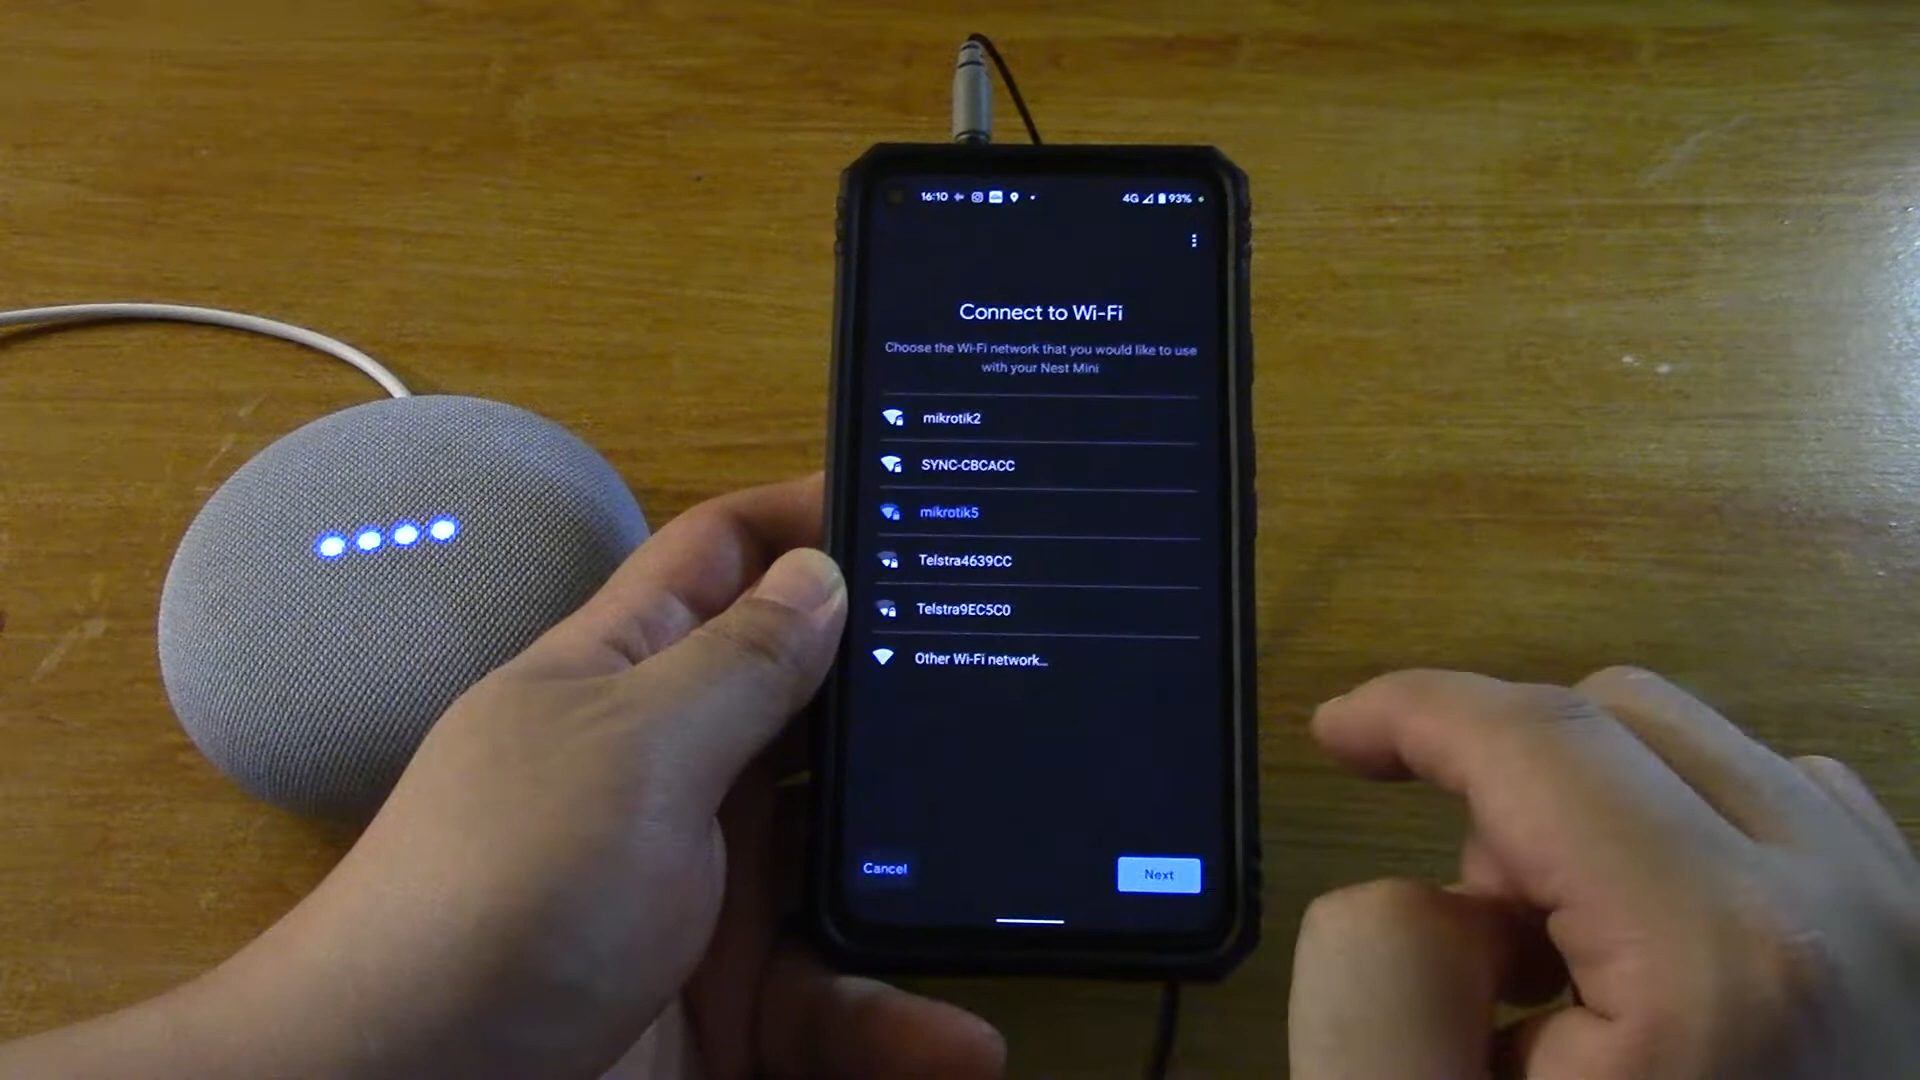 16:10
4G 93%
Connect to Wi-Fi
Choose the Wi-Fi network that you would like to use
with your Nest Mini
mikrotik2
SYNC-CBCACC
mikrotik5
Telstra4639CC
Telstra9EC5C0
Other Wi-Fi network...
Cancel
Next